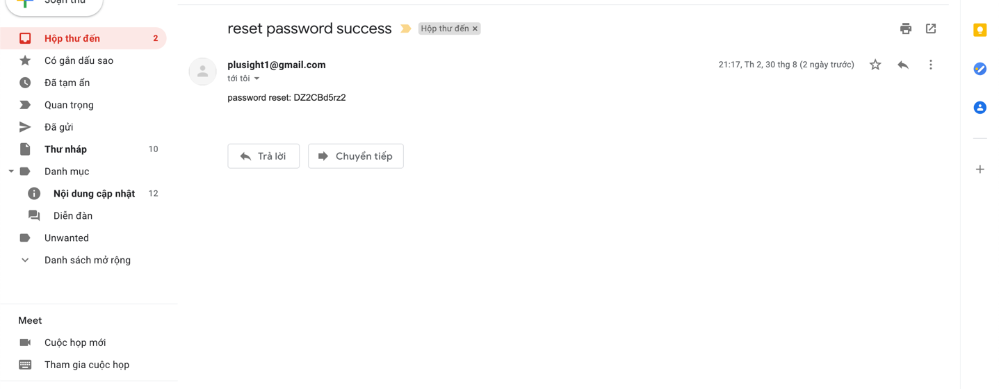 Soạn thư
Hộp thư đến 2
Có gắn dấu sao
Đã tạm ẩn
Quan trọng
Đã gửi
Thư nháp 10
Danh mục
Nội dung cập nhật 12
Diễn đàn
Unwanted
Danh sách mở rộng
Meet
Cuộc họp mới
Tham gia cuộc họp
reset password success Hộp thư đến ×
plusight1@gmail.com 21:17, Th 2, 30 thg 8 (2 ngày trước)
tới tôi
password reset: DZ2CBd5rz2
Trả lời Chuyển tiếp